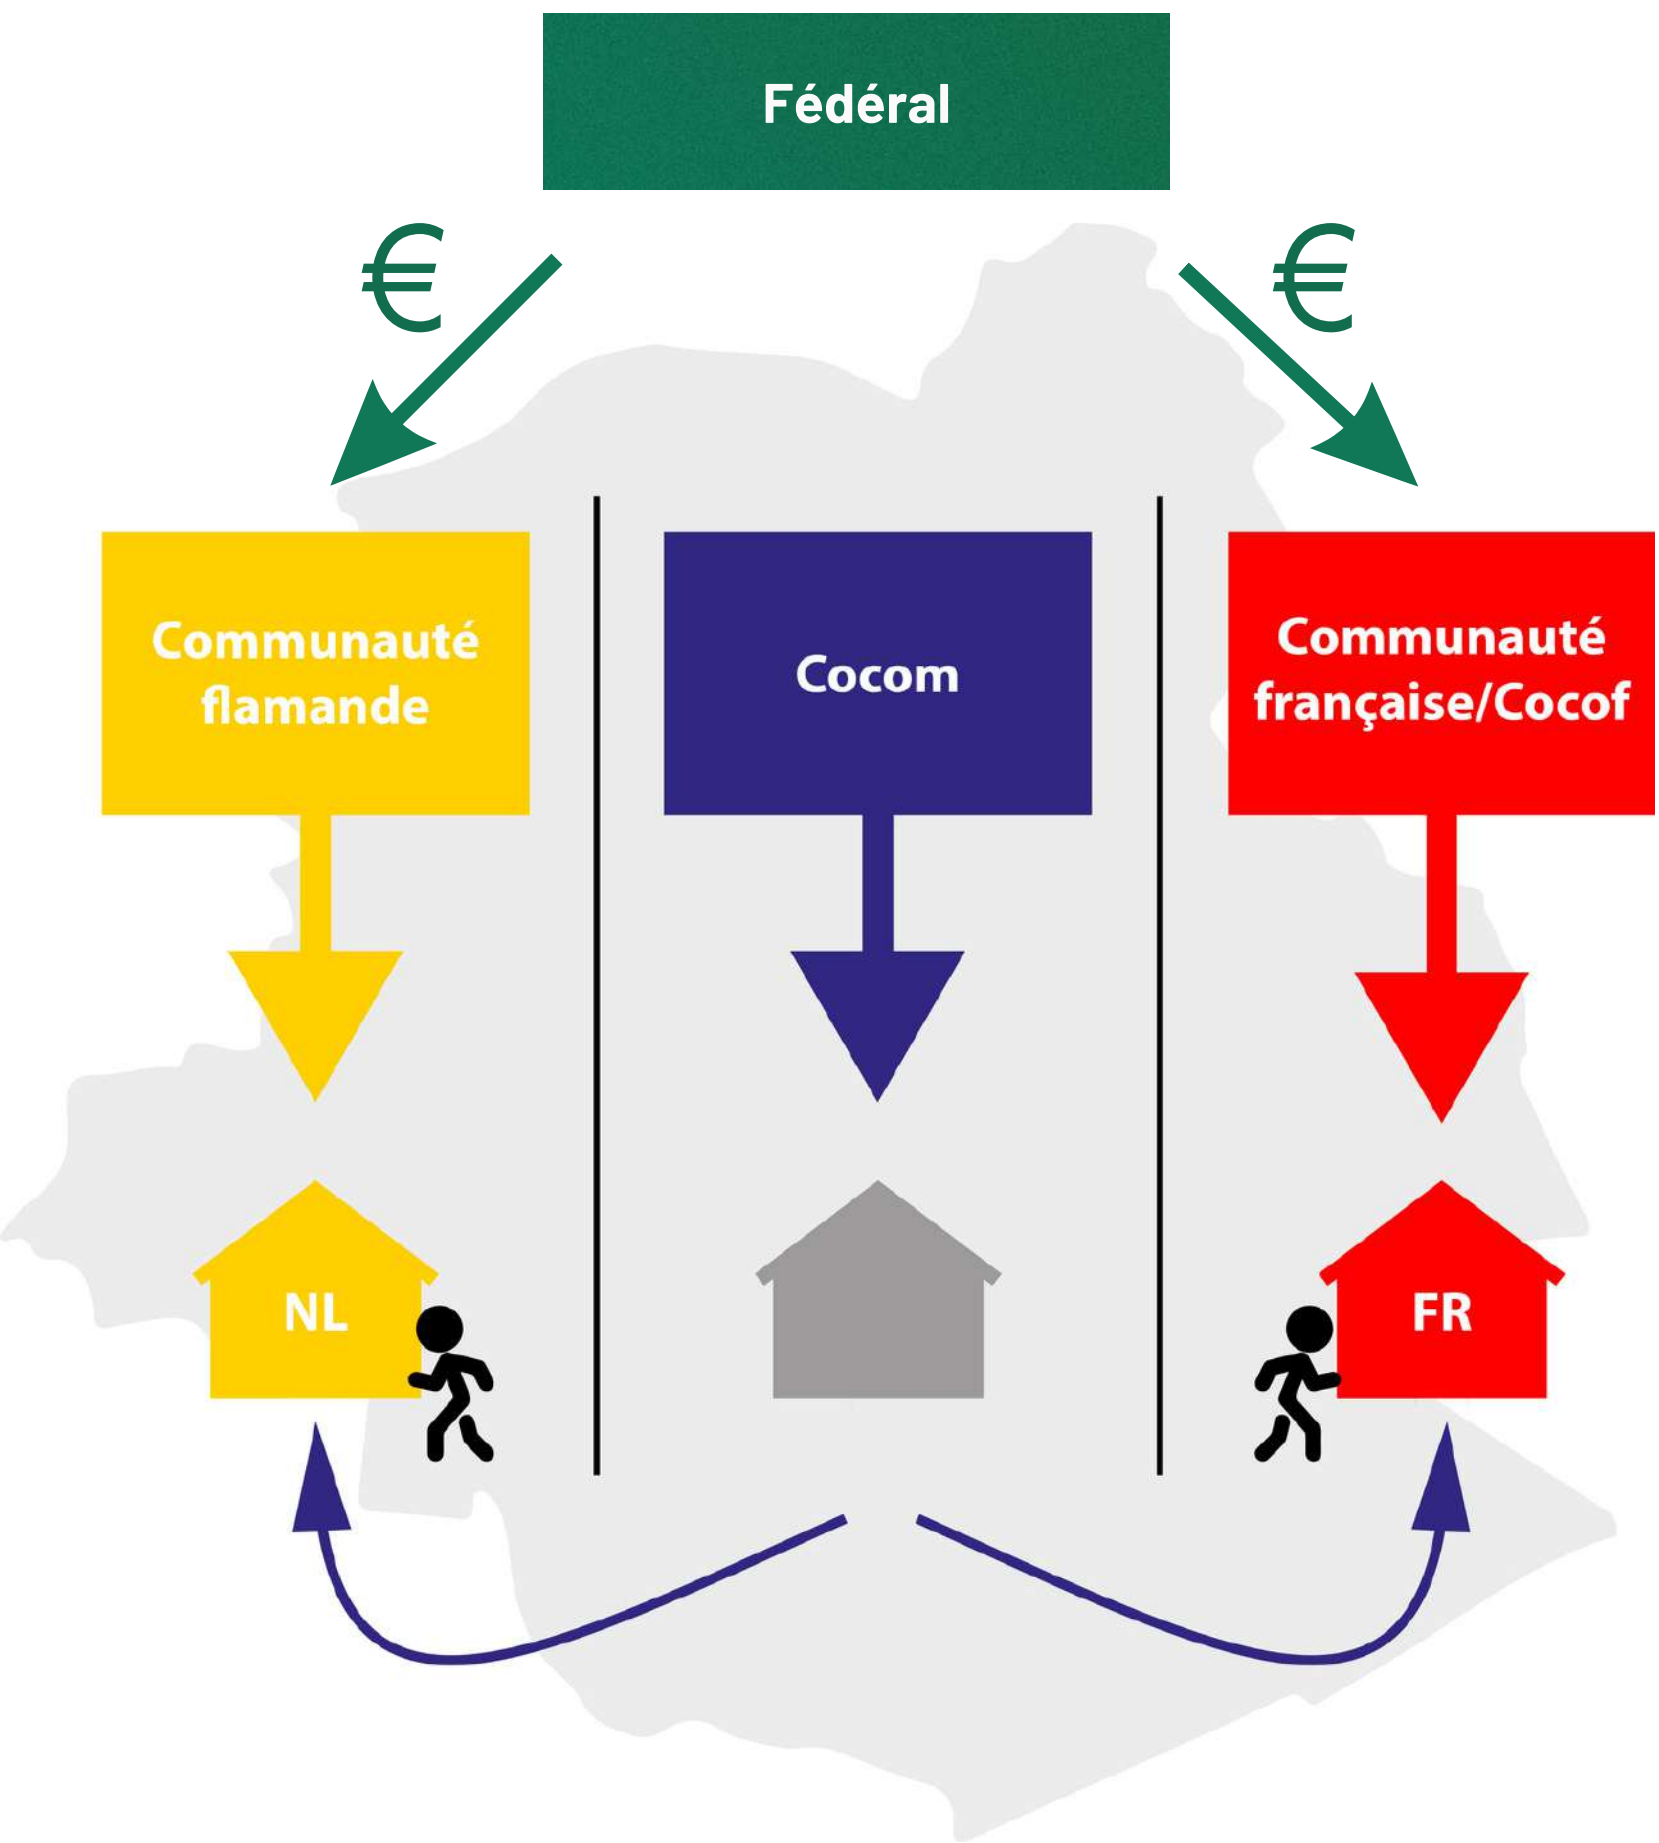 Fédéral
€
€
Communauté
flamande
Cocom
Communauté
française/Cocof
NL
FR